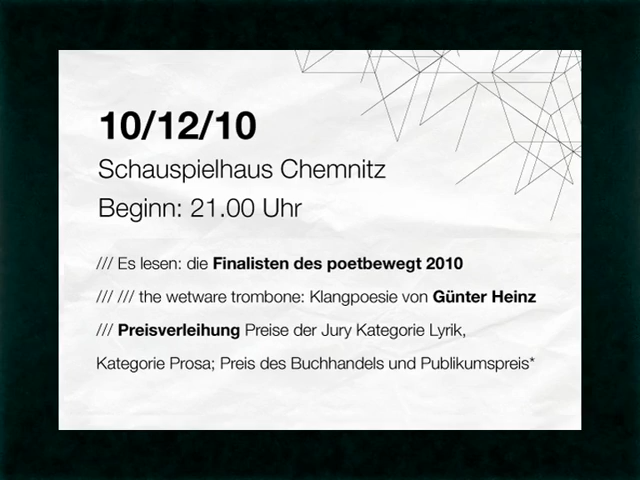 10/12/10
Schauspielhaus Chemnitz
Beginn: 21.00 Uhr
/// Es lesen: die Finalisten des poetbewegt 2010
/// /// the wetware trombone: Klangpoesie von Günter Heinz
/// Preisverleihung Preise der Jury Kategorie Lyrik,
Kategorie Prosa; Preis des Buchhandels und Publikumspreis*